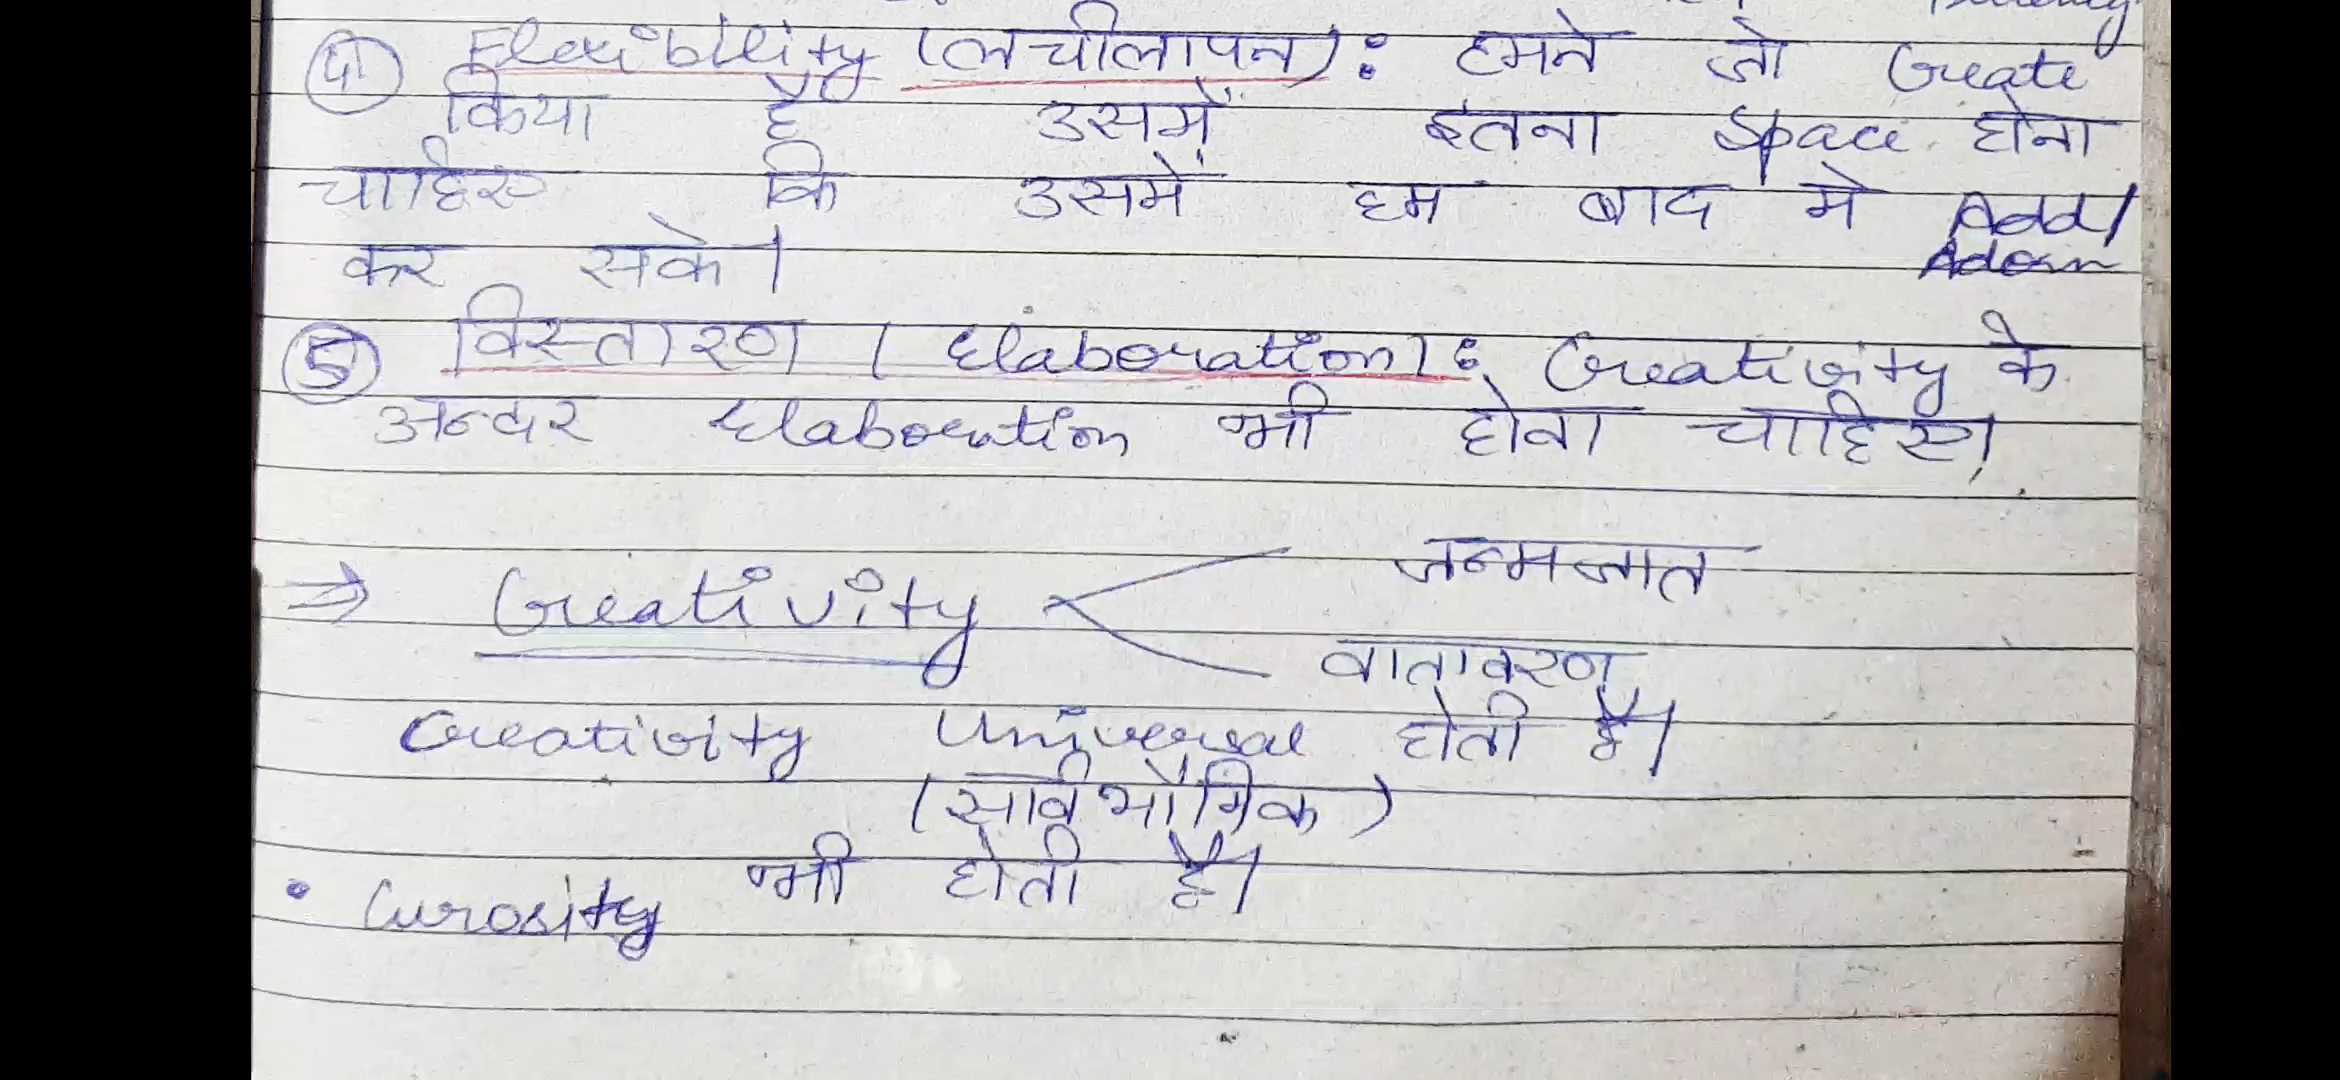 ④ Flexibility (लचीलापन): हमने जो Create
किया है उसमें इतना space होना
चाहिए कि उसमें हम बाद मे Add/
कर सके।
⑤ विस्तारण (Elaboration): Creativity के
अन्दर Elaboration भी होना चाहिए।
⇒ Creativity < जन्मजात
वातावरण
Creativity Universal होती है।
(सार्वभौमिक)
• Curosity भी होती है।